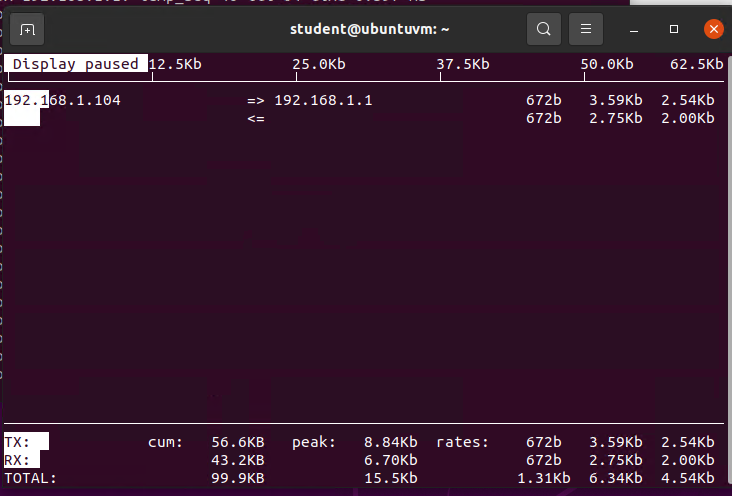 student@ubuntuvm: ~
Display paused 12.5Kb 25.0Kb 37.5Kb 50.0Kb 62.5Kb
192.168.1.104 => 192.168.1.1 672b 3.59Kb 2.54Kb
<= 672b 2.75Kb 2.00Kb
TX: cum: 56.6KB peak: 8.84Kb rates: 672b 3.59Kb 2.54Kb
RX: 43.2KB 6.70Kb 672b 2.75Kb 2.00Kb
TOTAL: 99.9KB 15.5Kb 1.31Kb 6.34Kb 4.54Kb